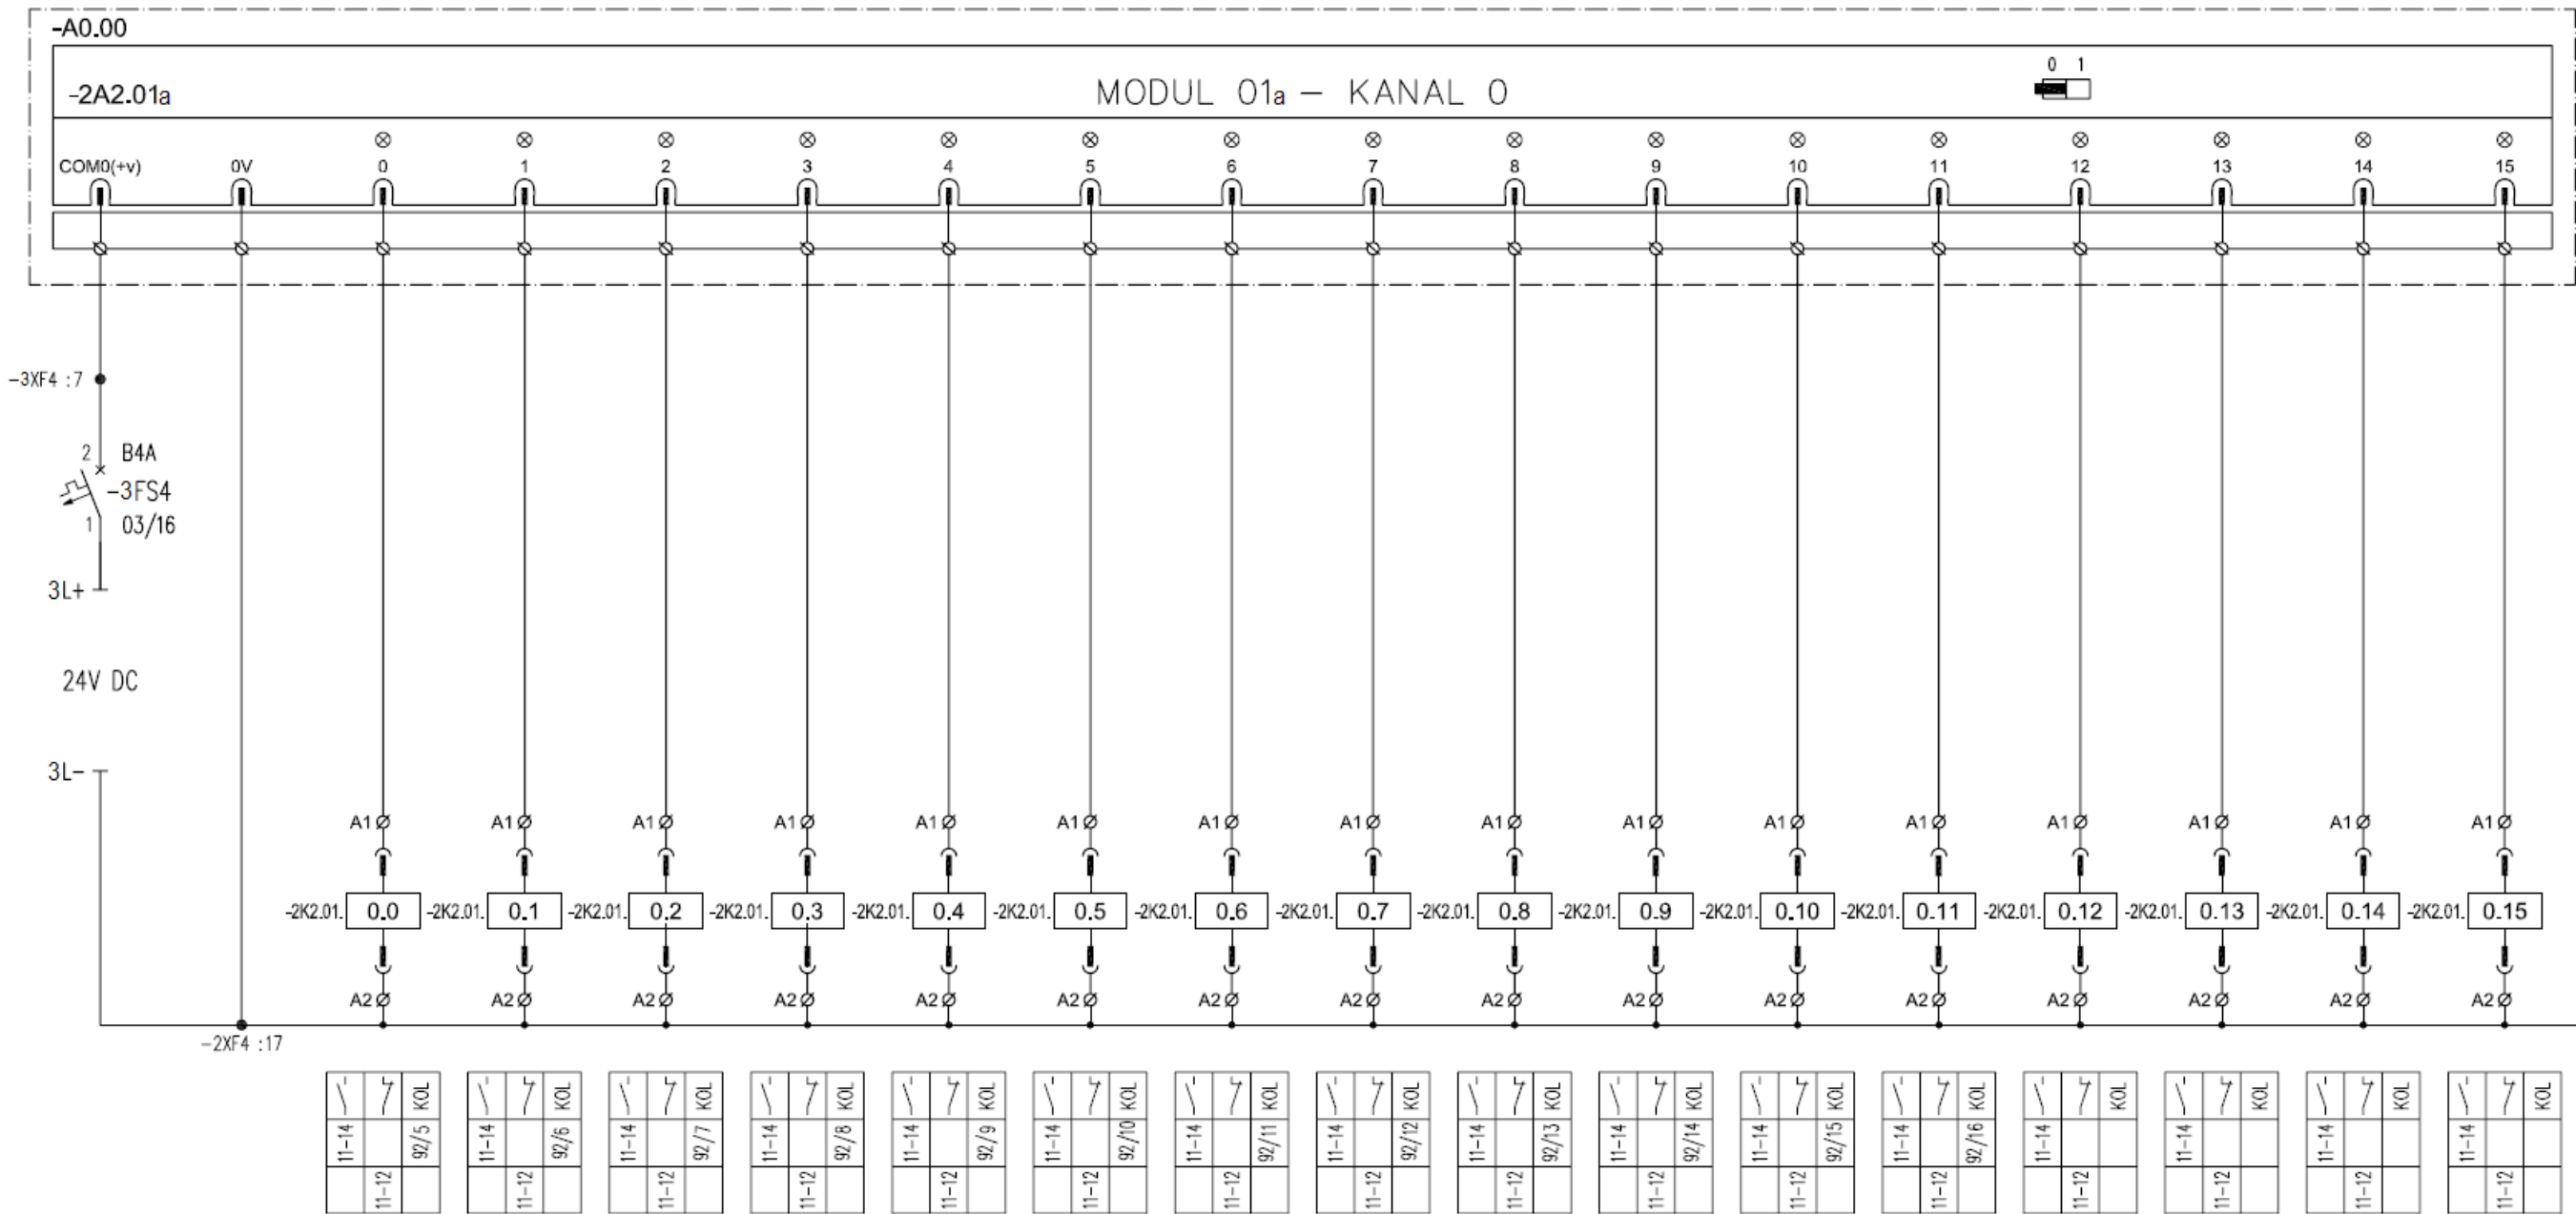 -A0.00
-2A2.01a
MODUL 01a - KANAL 0
0 1
COM0(+v) 0V 0 1 2 3 4 5 6 7 8 9 10 11 12 13 14 15
-3XF4 :7
2 B4A
-3FS4
1 03/16
3L+
24V DC
3L-
A1 A1 A1 A1 A1 A1 A1 A1 A1 A1 A1 A1 A1 A1 A1 A1
-2K2.01. 0.0 -2K2.01. 0.1 -2K2.01. 0.2 -2K2.01. 0.3 -2K2.01. 0.4 -2K2.01. 0.5 -2K2.01. 0.6 -2K2.01. 0.7 -2K2.01. 0.8 -2K2.01. 0.9 -2K2.01. 0.10 -2K2.01. 0.11 -2K2.01. 0.12 -2K2.01. 0.13 -2K2.01. 0.14 -2K2.01. 0.15
A2 A2 A2 A2 A2 A2 A2 A2 A2 A2 A2 A2 A2 A2 A2 A2
-2XF4 :17
KOL KOL KOL KOL KOL KOL KOL KOL KOL KOL KOL KOL KOL KOL KOL KOL
11-14 92/5 11-14 92/6 11-14 92/7 11-14 92/8 11-14 92/9 11-14 92/10 11-14 92/11 11-14 92/12 11-14 92/13 11-14 92/14 11-14 92/15 11-14 92/16 11-14 11-14 11-14 11-14
11-12 11-12 11-12 11-12 11-12 11-12 11-12 11-12 11-12 11-12 11-12 11-12 11-12 11-12 11-12 11-12